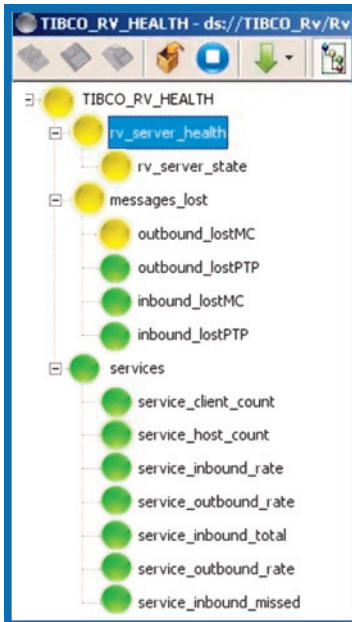 TIBCO_RV_HEALTH - ds://TIBCO_Rv/Rv
TIBCO_RV_HEALTH
rv_server_health
rv_server_state
messages_lost
outbound_lostMC
outbound_lostPTP
inbound_lostMC
inbound_lostPTP
services
service_client_count
service_host_count
service_inbound_rate
service_outbound_rate
service_inbound_total
service_outbound_rate
service_inbound_missed